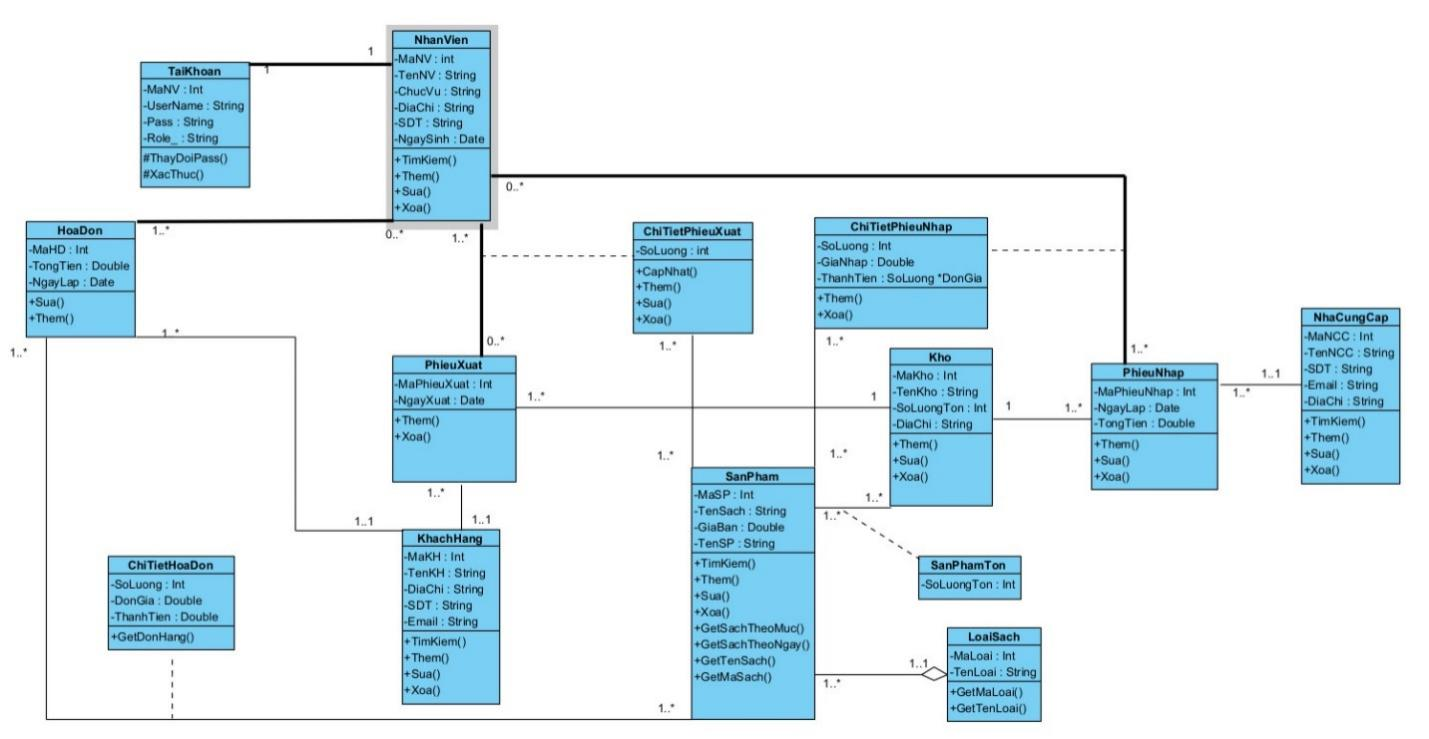 NhanVien
-MaNV : int
-TenNV : String
-ChucVu : String
-DiaChi : String
-SDT : String
-NgaySinh : Date
+TimKiem()
+Them()
+Sua()
+Xoa()
1
1
TaiKhoan
-MaNV : Int
-UserName : String
-Pass : String
-Role_ : String
#ThayDoiPass()
#XacThuc()
0..*
1..*
0..*
1..*
HoaDon
-MaHD : Int
-TongTien : Double
-NgayLap : Date
+Sua()
+Them()
1..*
1..*
ChiTietPhieuXuat
-SoLuong : int
+CapNhat()
+Them()
+Sua()
+Xoa()
1..*
ChiTietPhieuNhap
-SoLuong : Int
-GiaNhap : Double
-ThanhTien : SoLuong *DonGia
+Them()
+Xoa()
1..*
NhaCungCap
-MaNCC : Int
-TenNCC : String
-SDT : String
-Email : String
-DiaChi : String
+TimKiem()
+Them()
+Sua()
+Xoa()
0..*
PhieuXuat
-MaPhieuXuat : Int
-NgayXuat : Date
+Them()
+Xoa()
1..*
1
Kho
-MaKho : Int
-TenKho : String
-SoLuongTon : Int
-DiaChi : String
+Them()
+Sua()
+Xoa()
1
1..*
1..*
PhieuNhap
-MaPhieuNhap : Int
-NgayLap : Date
-TongTien : Double
+Them()
+Sua()
+Xoa()
1..1
1..*
1..*
1..*
1..*
1..1
1..1
KhachHang
-MaKH : Int
-TenKH : String
-DiaChi : String
-SDT : String
-Email : String
+TimKiem()
+Them()
+Sua()
+Xoa()
SanPham
-MaSP : Int
-TenSach : String
-GiaBan : Double
-TenSP : String
+TimKiem()
+Them()
+Sua()
+Xoa()
+GetSachTheoMuc()
+GetSachTheoNgay()
+GetTenSach()
+GetMaSach()
1..*
1..*
ChiTietHoaDon
-SoLuong : Int
-DonGia : Double
-ThanhTien : Double
+GetDonHang()
SanPhamTon
-SoLuongTon : Int
LoaiSach
-MaLoai : Int
-TenLoai : String
+GetMaLoai()
+GetTenLoai()
1..1
1..*
1..*